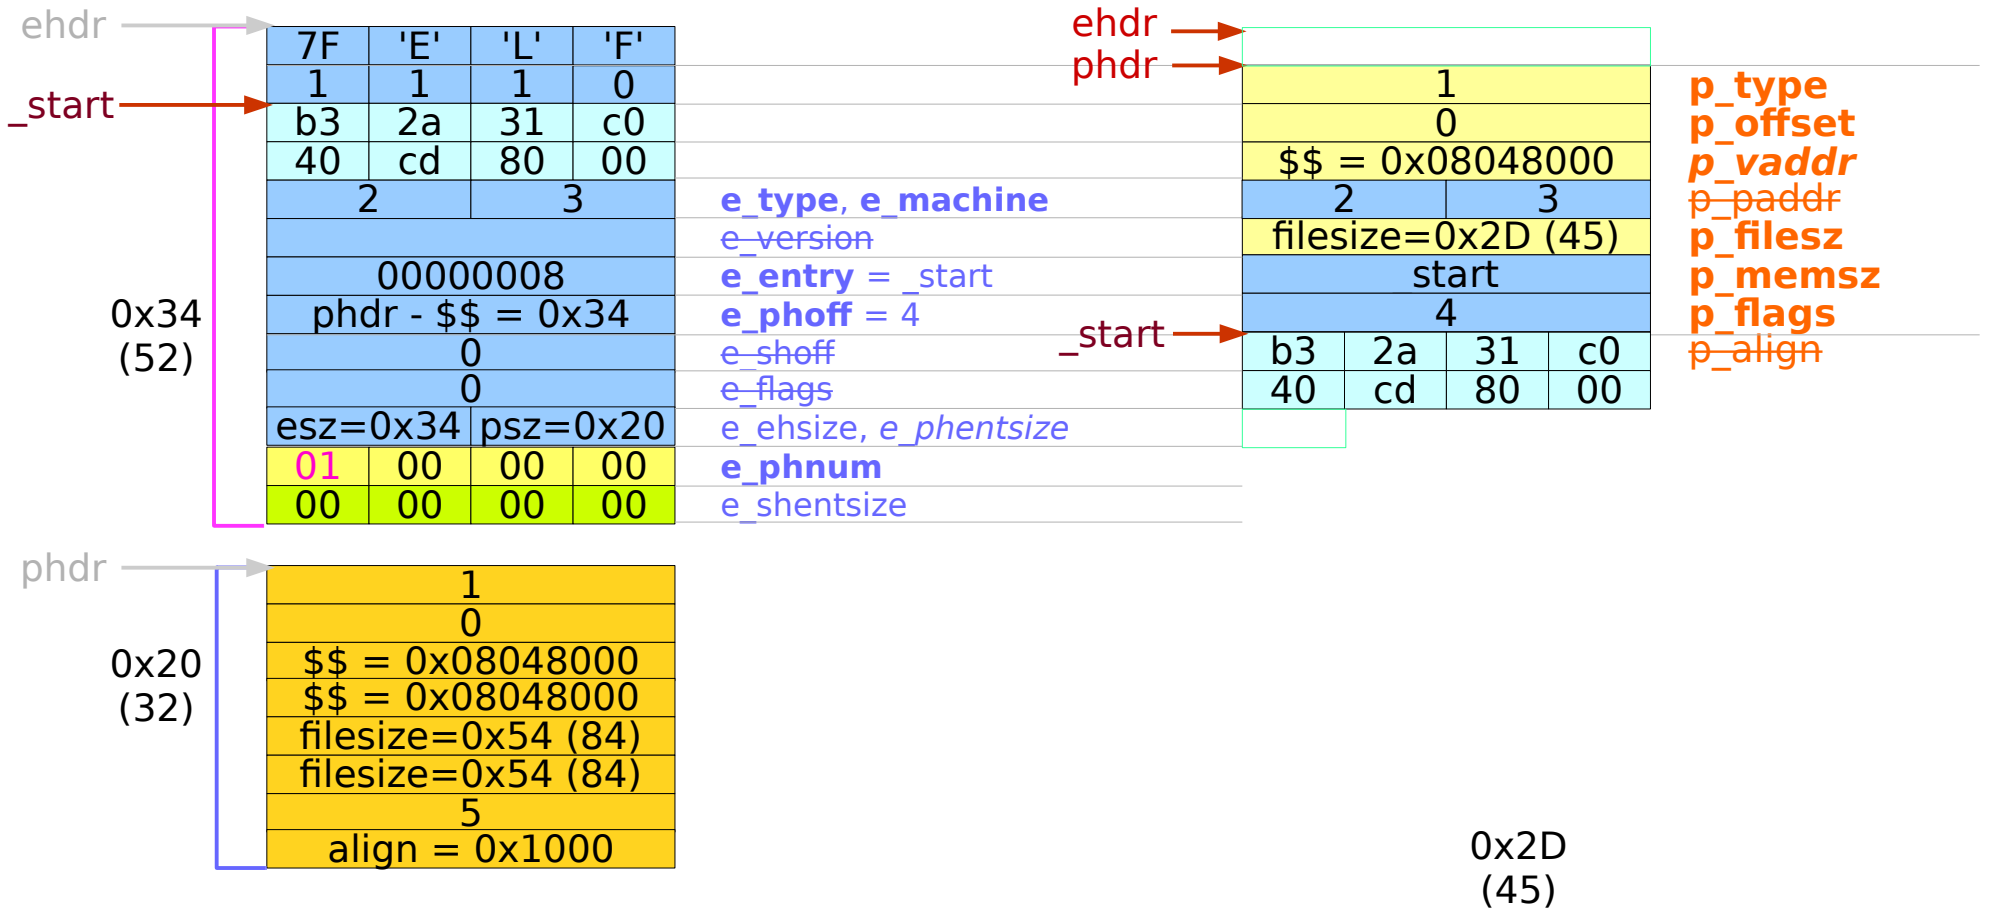 ehdr
7F 'E' 'L' 'F'
1 1 1 0
_start
b3 2a 31 c0
40 cd 80 00
2 3 e_type, e_machine
e_version
00000008 e_entry = _start
phdr - $$ = 0x34 e_phoff = 4
0 e_shoff
0 e_flags
esz=0x34 psz=0x20 e_ehsize, e_phentsize
01 00 00 00 e_phnum
00 00 00 00 e_shentsize
0x34
(52)
phdr
1
0
$$ = 0x08048000
$$ = 0x08048000
filesize=0x54 (84)
filesize=0x54 (84)
5
align = 0x1000
0x20
(32)
ehdr
phdr
1 p_type
0 p_offset
$$ = 0x08048000 p_vaddr
2 3 p_paddr
filesize=0x2D (45) p_filesz
_start p_memsz
4 p_flags
_start
b3 2a 31 c0 p_align
40 cd 80 00
0x2D
(45)